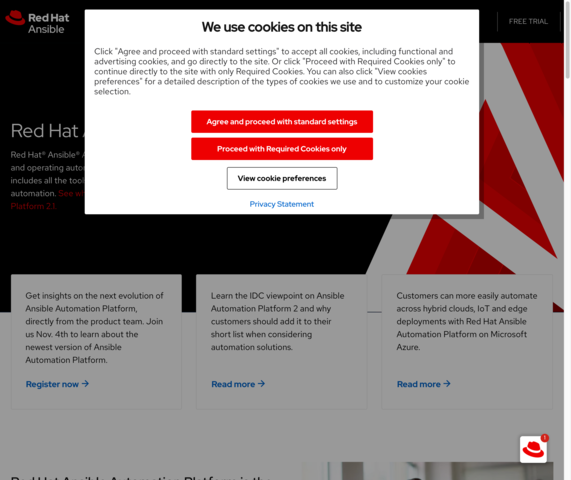 Red Hat
Ansible
FREE TRIAL
We use cookies on this site
Click "Agree and proceed with standard settings" to accept all cookies, including functional and
advertising cookies, and go directly to the site. Or click "Proceed with Required Cookies only" to
continue directly to the site with only Required Cookies. You can also click "View cookies
preferences" for a detailed description of the types of cookies we use and to customize your cookie
selection.
Agree and proceed with standard settings
Proceed with Required Cookies only
View cookie preferences
Privacy Statement
Red Hat
Red Hat® Ansible®
and operating
includes all the
automation.
Platform 2.1.
Get insights on the next evolution of
Ansible Automation Platform,
directly from the product team. Join
us Nov. 4th to learn about the
newest version of Ansible
Automation Platform.
Register now →
Learn the IDC viewpoint on Ansible
Automation Platform 2 and why
customers should add it to their
short list when considering
automation solutions.
Read more →
Customers can more easily automate
across hybrid clouds, IoT and edge
deployments with Red Hat Ansible
Automation Platform on Microsoft
Azure.
Read more →
1
Red Hat Ansible Automation Platform is the